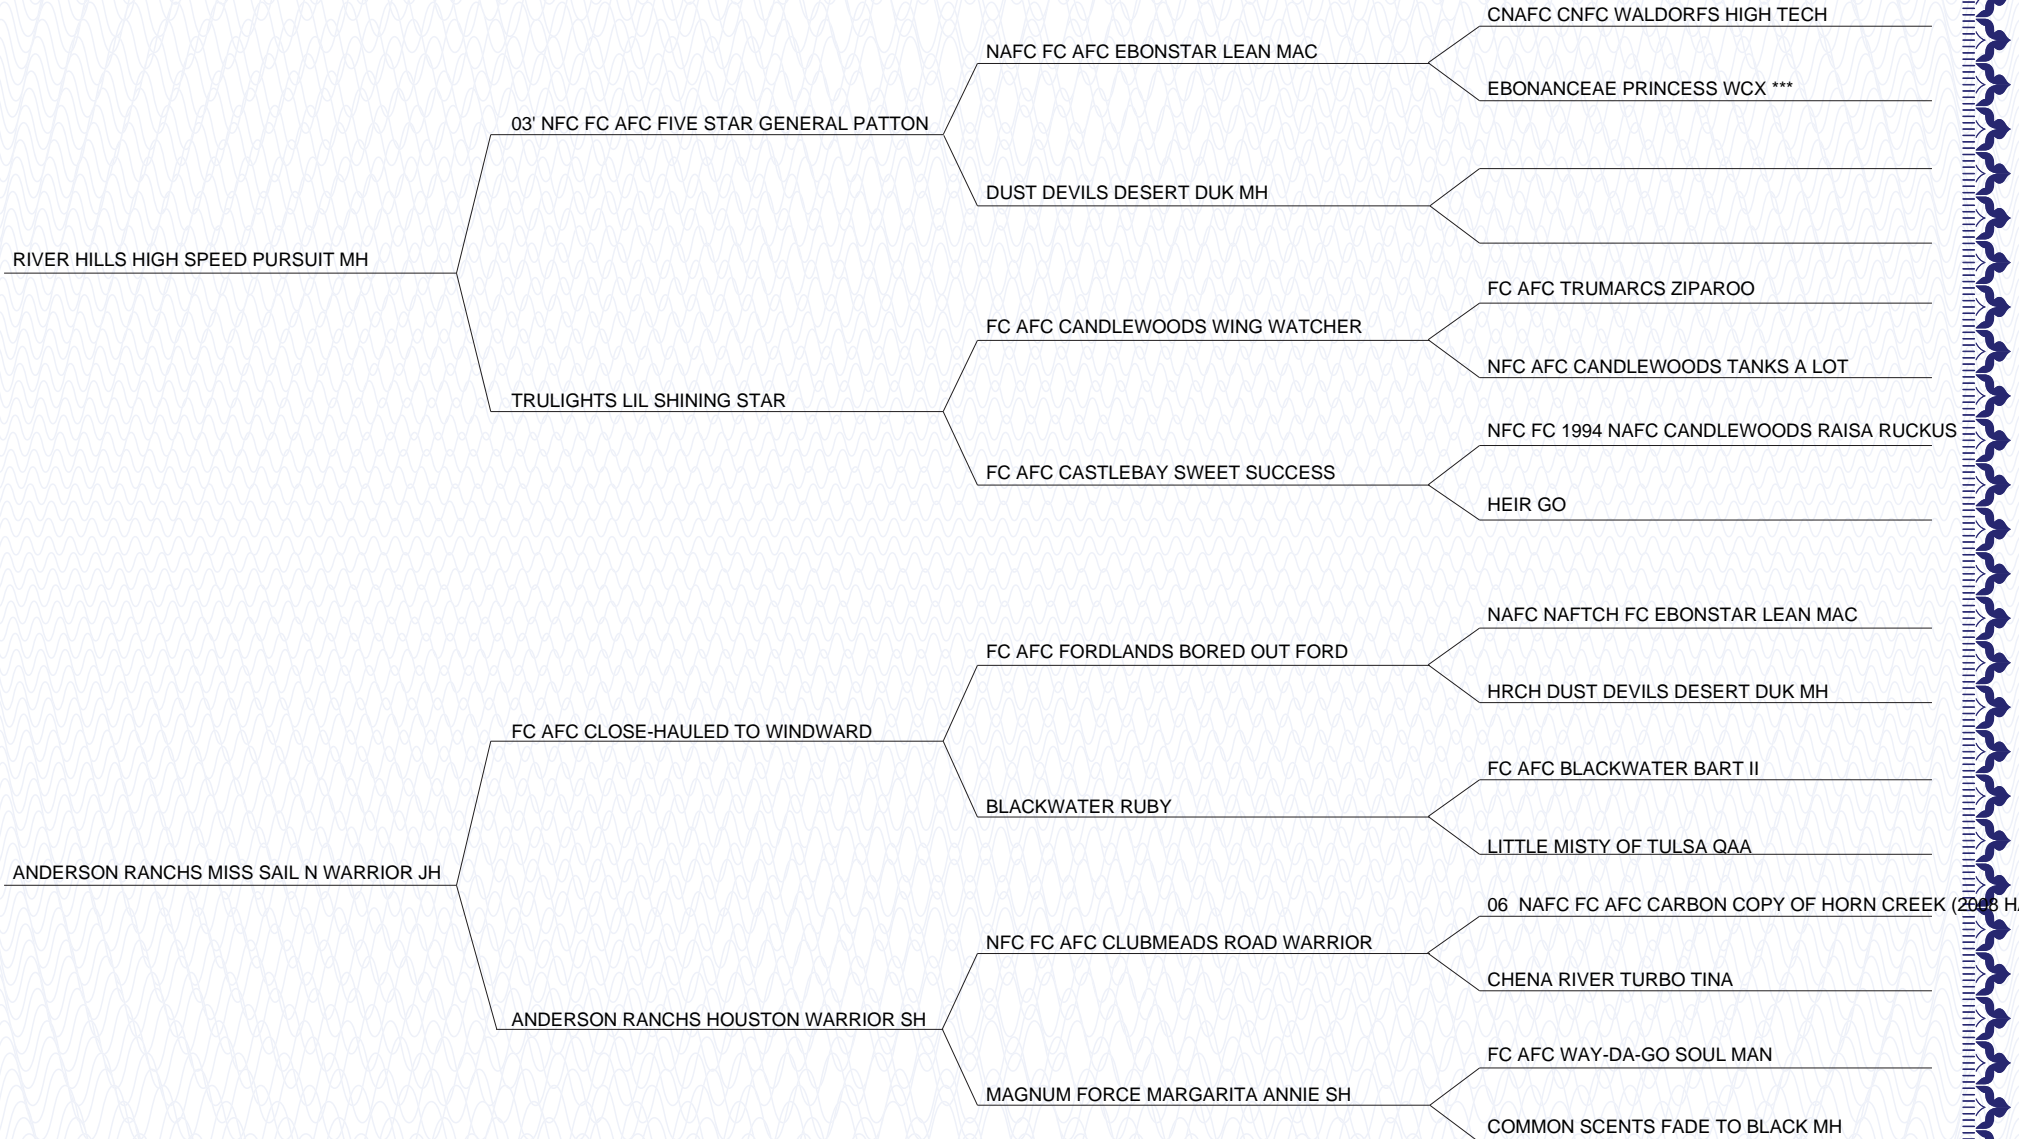 CNAFC CNFC WALDORFS HIGH TECH
NAFC FC AFC EBONSTAR LEAN MAC
EBONANCEAE PRINCESS WCX ***
03' NFC FC AFC FIVE STAR GENERAL PATTON
DUST DEVILS DESERT DUK MH
RIVER HILLS HIGH SPEED PURSUIT MH
FC AFC TRUMARCS ZIPAROO
FC AFC CANDLEWOODS WING WATCHER
NFC AFC CANDLEWOODS TANKS A LOT
TRULIGHTS LIL SHINING STAR
NFC FC 1994 NAFC CANDLEWOODS RAISA RUCKUS
FC AFC CASTLEBAY SWEET SUCCESS
HEIR GO
NAFC NAFTCH FC EBONSTAR LEAN MAC
FC AFC FORDLANDS BORED OUT FORD
HRCH DUST DEVILS DESERT DUK MH
FC AFC CLOSE-HAULED TO WINDWARD
FC AFC BLACKWATER BART II
BLACKWATER RUBY
LITTLE MISTY OF TULSA QAA
ANDERSON RANCHS MISS SAIL N WARRIOR JH
06 NAFC FC AFC CARBON COPY OF HORN CREEK (2008
NFC FC AFC CLUBMEADS ROAD WARRIOR
CHENA RIVER TURBO TINA
ANDERSON RANCHS HOUSTON WARRIOR SH
FC AFC WAY-DA-GO SOUL MAN
MAGNUM FORCE MARGARITA ANNIE SH
COMMON SCENTS FADE TO BLACK MH